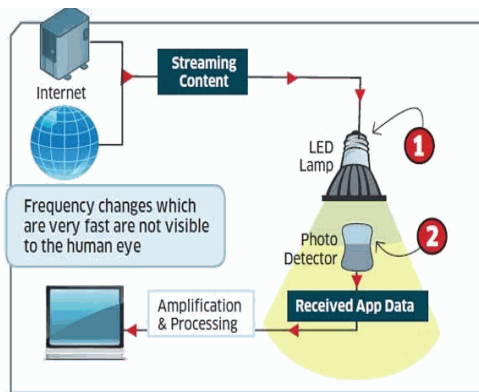 Streaming
Content
Internet
1
LED
Lamp
Frequency changes which
are very fast are not visible
to the human eye
2
Photo
Detector
Received App Data
Amplification
& Processing